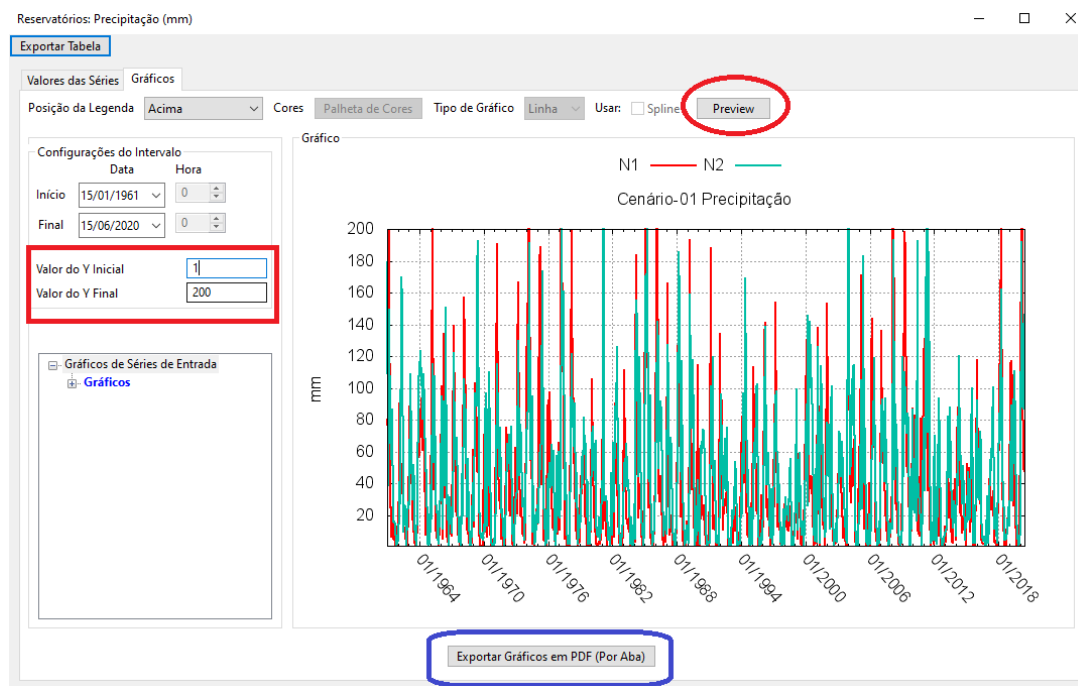 Reservatórios: Precipitação (mm)
Exportar Tabela
Valores das Séries Gráficos
Posição da Legenda Acima Cores Palheta de Cores Tipo de Gráfico Linha Usar: Spline Preview
Configurações do Intervalo
Data Hora
Início 15/01/1961 0
Final 15/06/2020 0
Valor do Y Inicial 1
Valor do Y Final 200
Gráficos de Séries de Entrada
Gráficos
Gráfico
N1 N2
Cenário-01 Precipitação
mm
200
180
160
140
120
100
80
60
40
20
01/1964 01/1970 01/1976 01/1982 01/1988 01/1994 01/2000 01/2006 01/2012 01/2018
Exportar Gráficos em PDF (Por Aba)